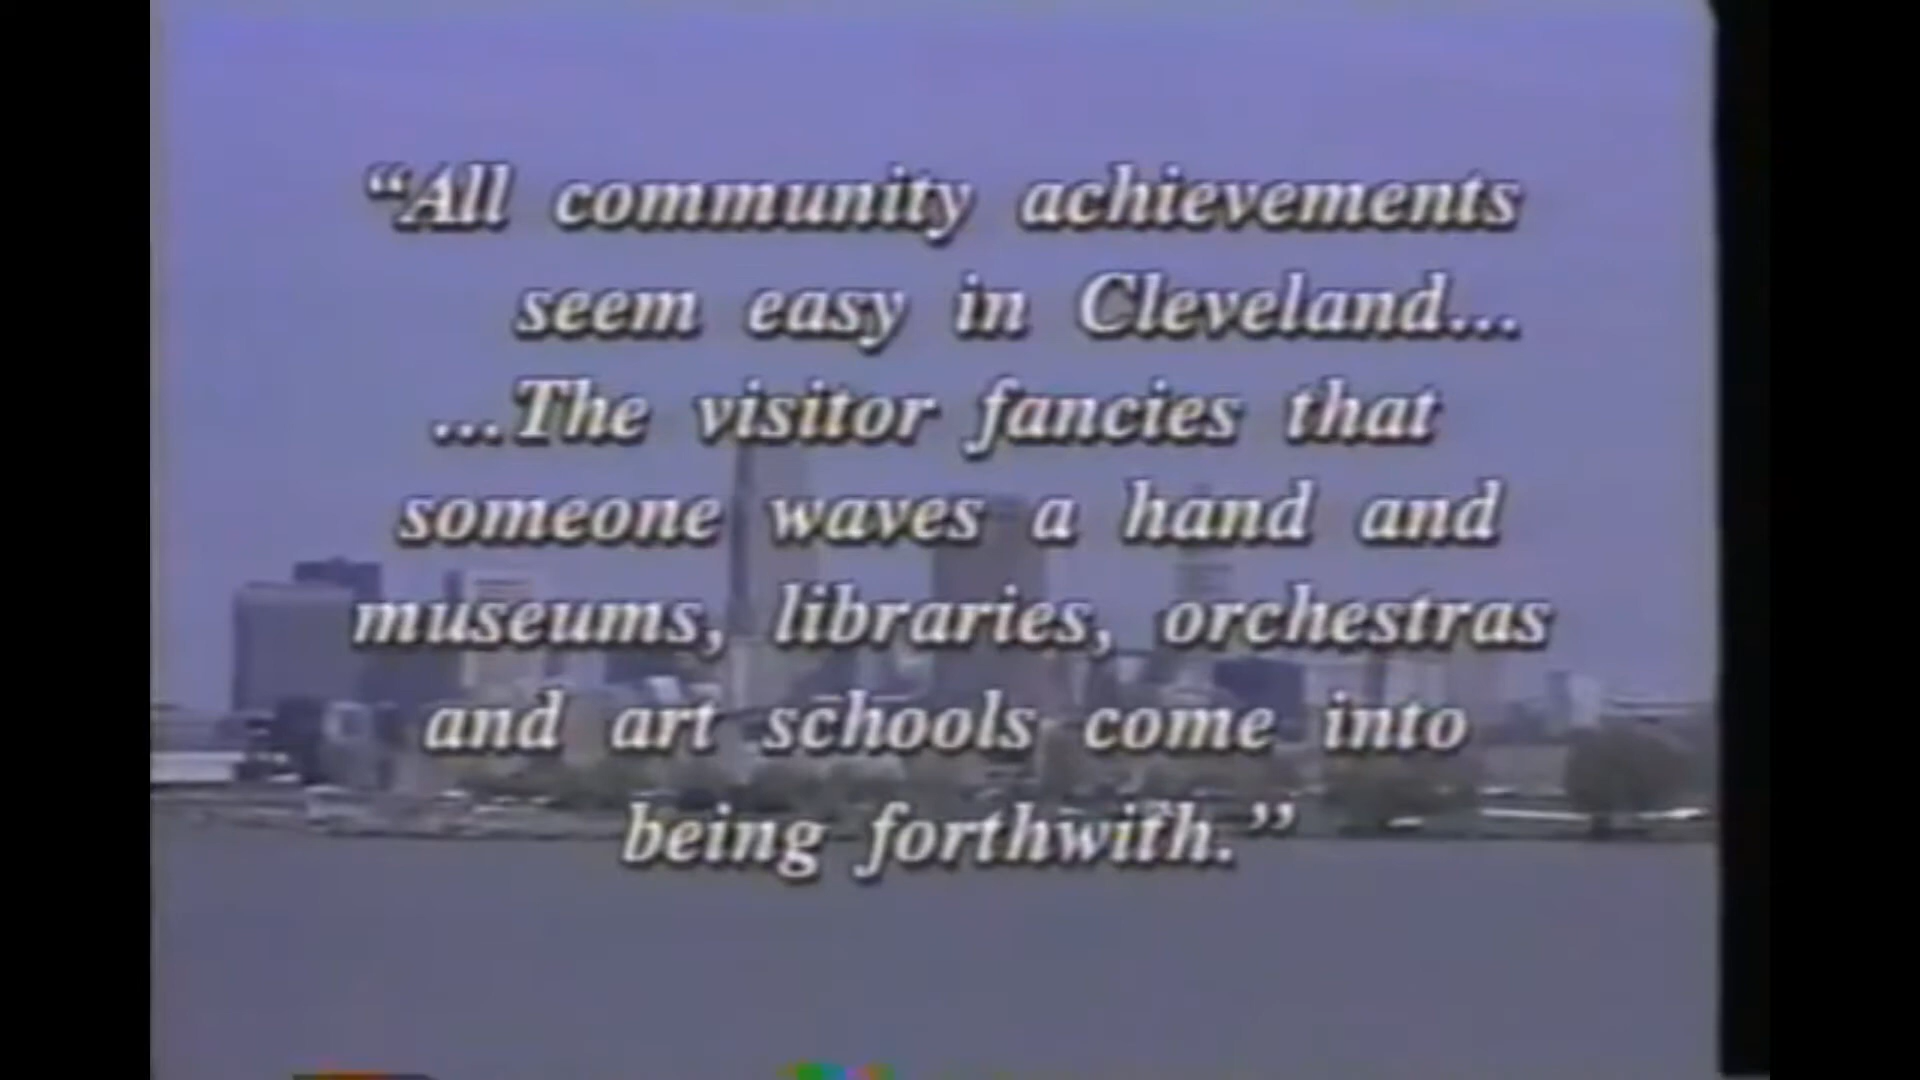 “All community achievements
seem easy in Cleveland...
...The visitor fancies that
someone waves a hand and
museums, libraries, orchestras
and art schools come into
being forthwith.”